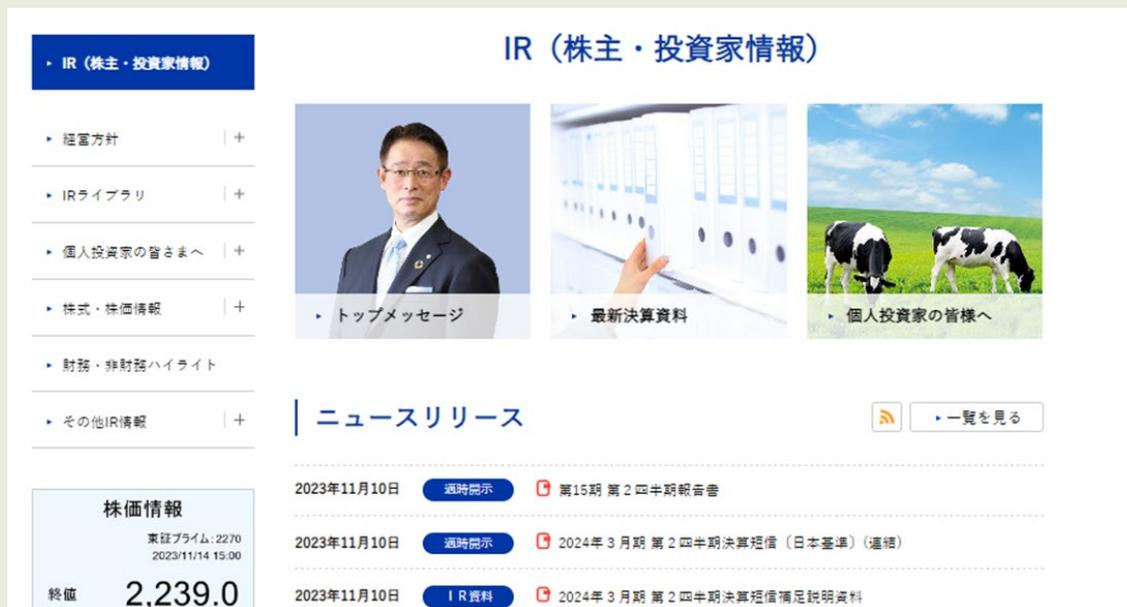 IR（株主・投資家情報）
経営方針
IRライブラリ
個人投資家の皆さまへ
株式・株価情報
財務・非財務ハイライト
その他IR情報
株価情報
東証プライム：2270
2023/11/14 15:00
終値 2,239.0
IR（株主・投資家情報）
トップメッセージ
最新決算資料
個人投資家の皆様へ
ニュースリリース
一覧を見る
2023年11月10日 適時開示 第15期 第２四半期報告書
2023年11月10日 適時開示 2024年３月期 第２四半期決算短信〔日本基準〕（連結）
2023年11月10日 ＩＲ資料 2024年３月期 第２四半期決算短信補足説明資料